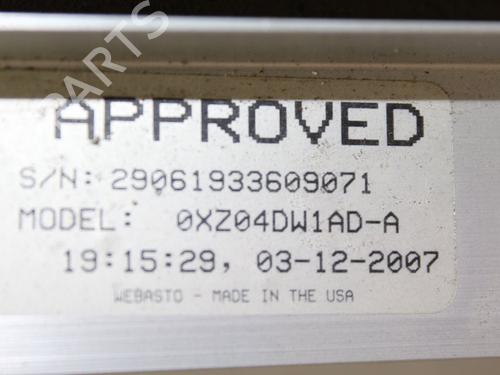 PARTS
APPROVED
S/N: 29061933609071
MODEL: 0XZ04DW1AD-A
19:15:29, 03-12-2007
WEBASTO - MADE IN THE USA